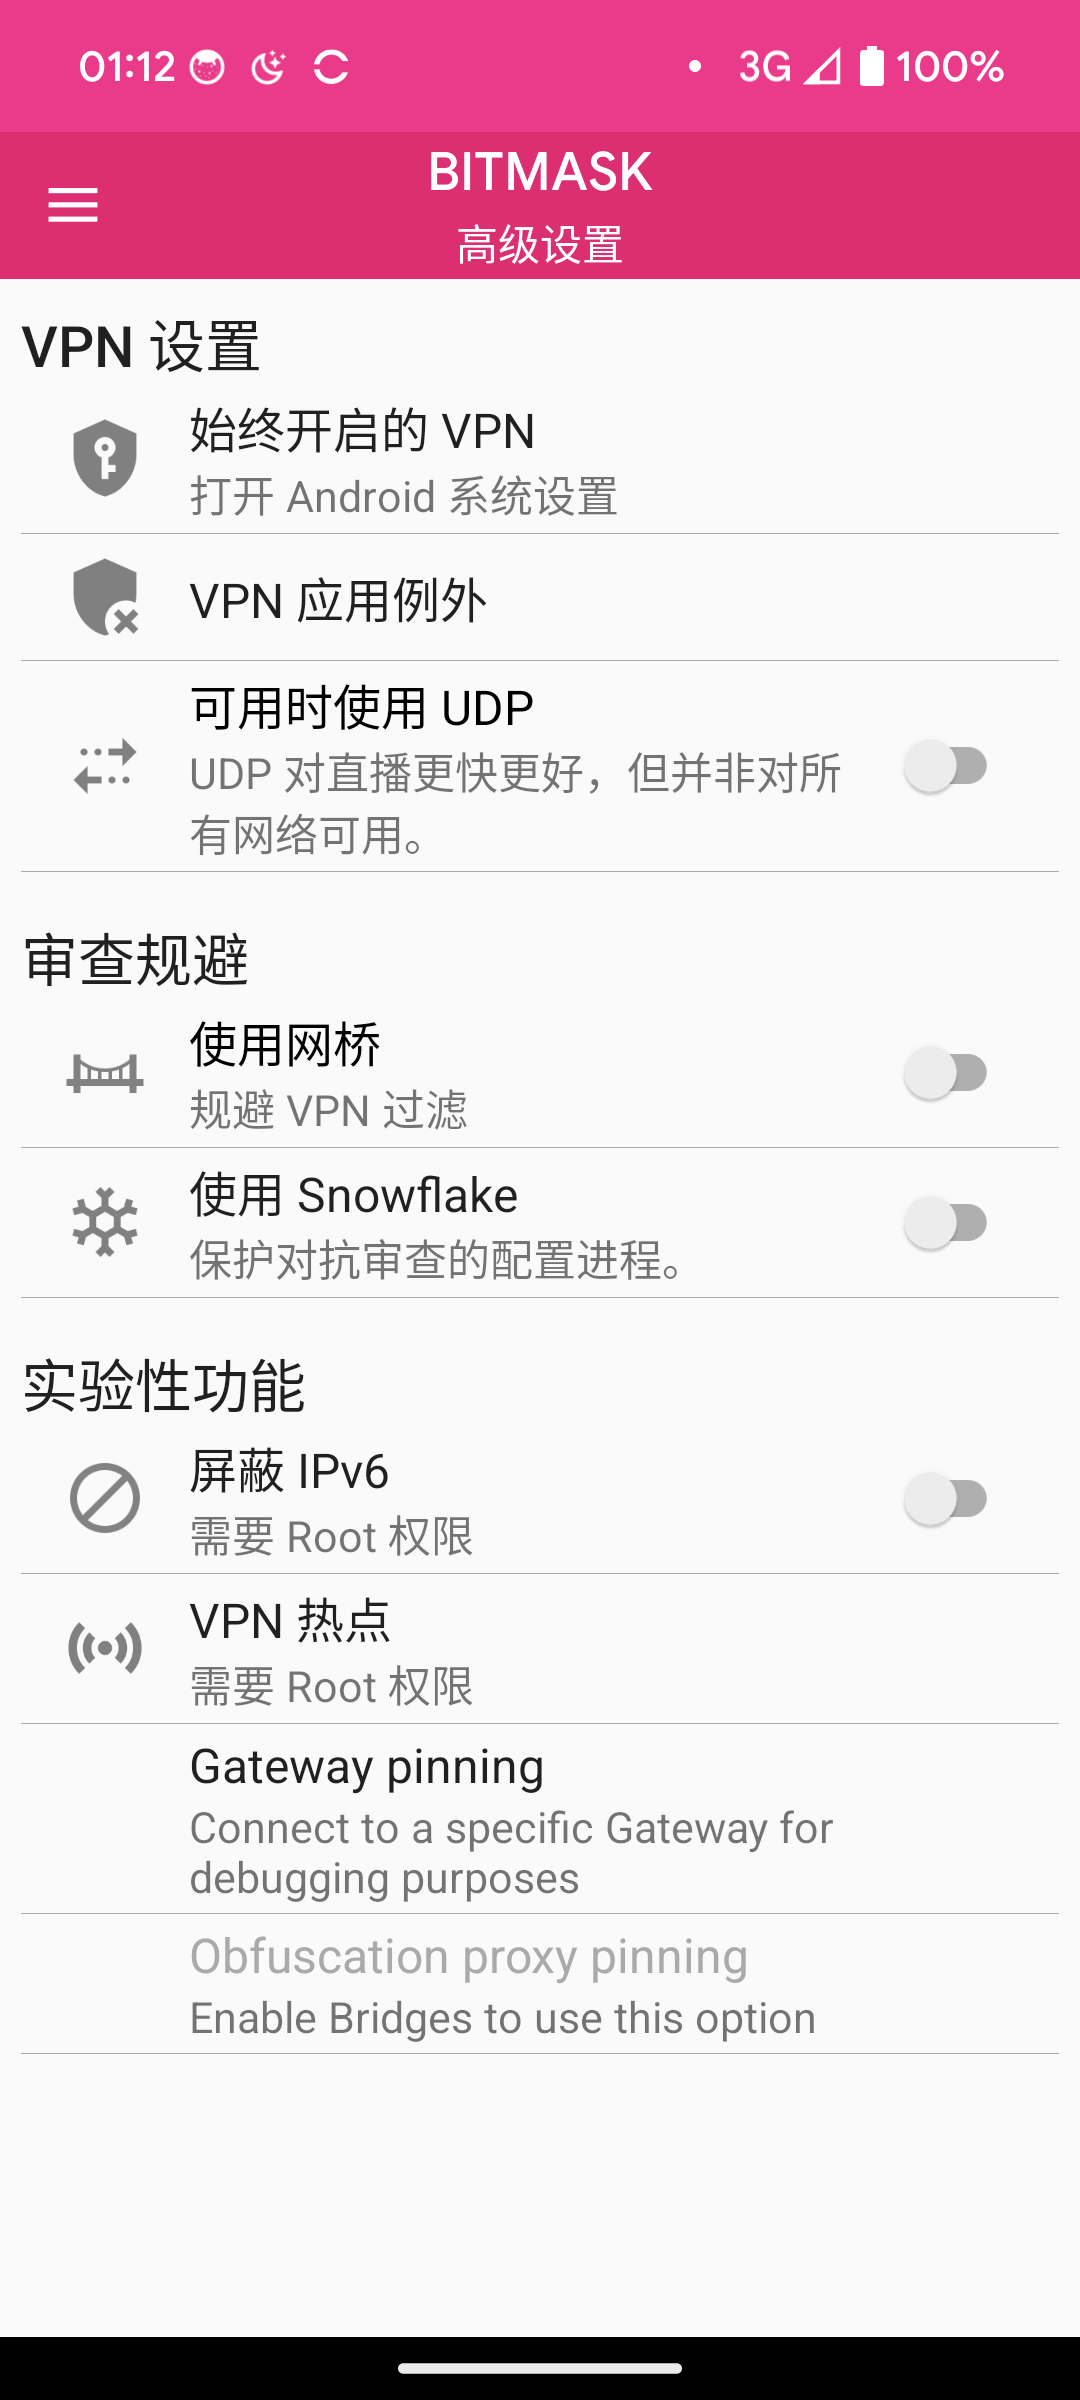 01:12
3G
100%
BITMASK
高级设置
VPN 设置
始终开启的 VPN
打开 Android 系统设置
VPN 应用例外
可用时使用 UDP
UDP 对直播更快更好，但并非对所
有网络可用。
审查规避
使用网桥
规避 VPN 过滤
使用 Snowflake
保护对抗审查的配置进程。
实验性功能
屏蔽 IPv6
需要 Root 权限
VPN 热点
需要 Root 权限
Gateway pinning
Connect to a specific Gateway for
debugging purposes
Obfuscation proxy pinning
Enable Bridges to use this option